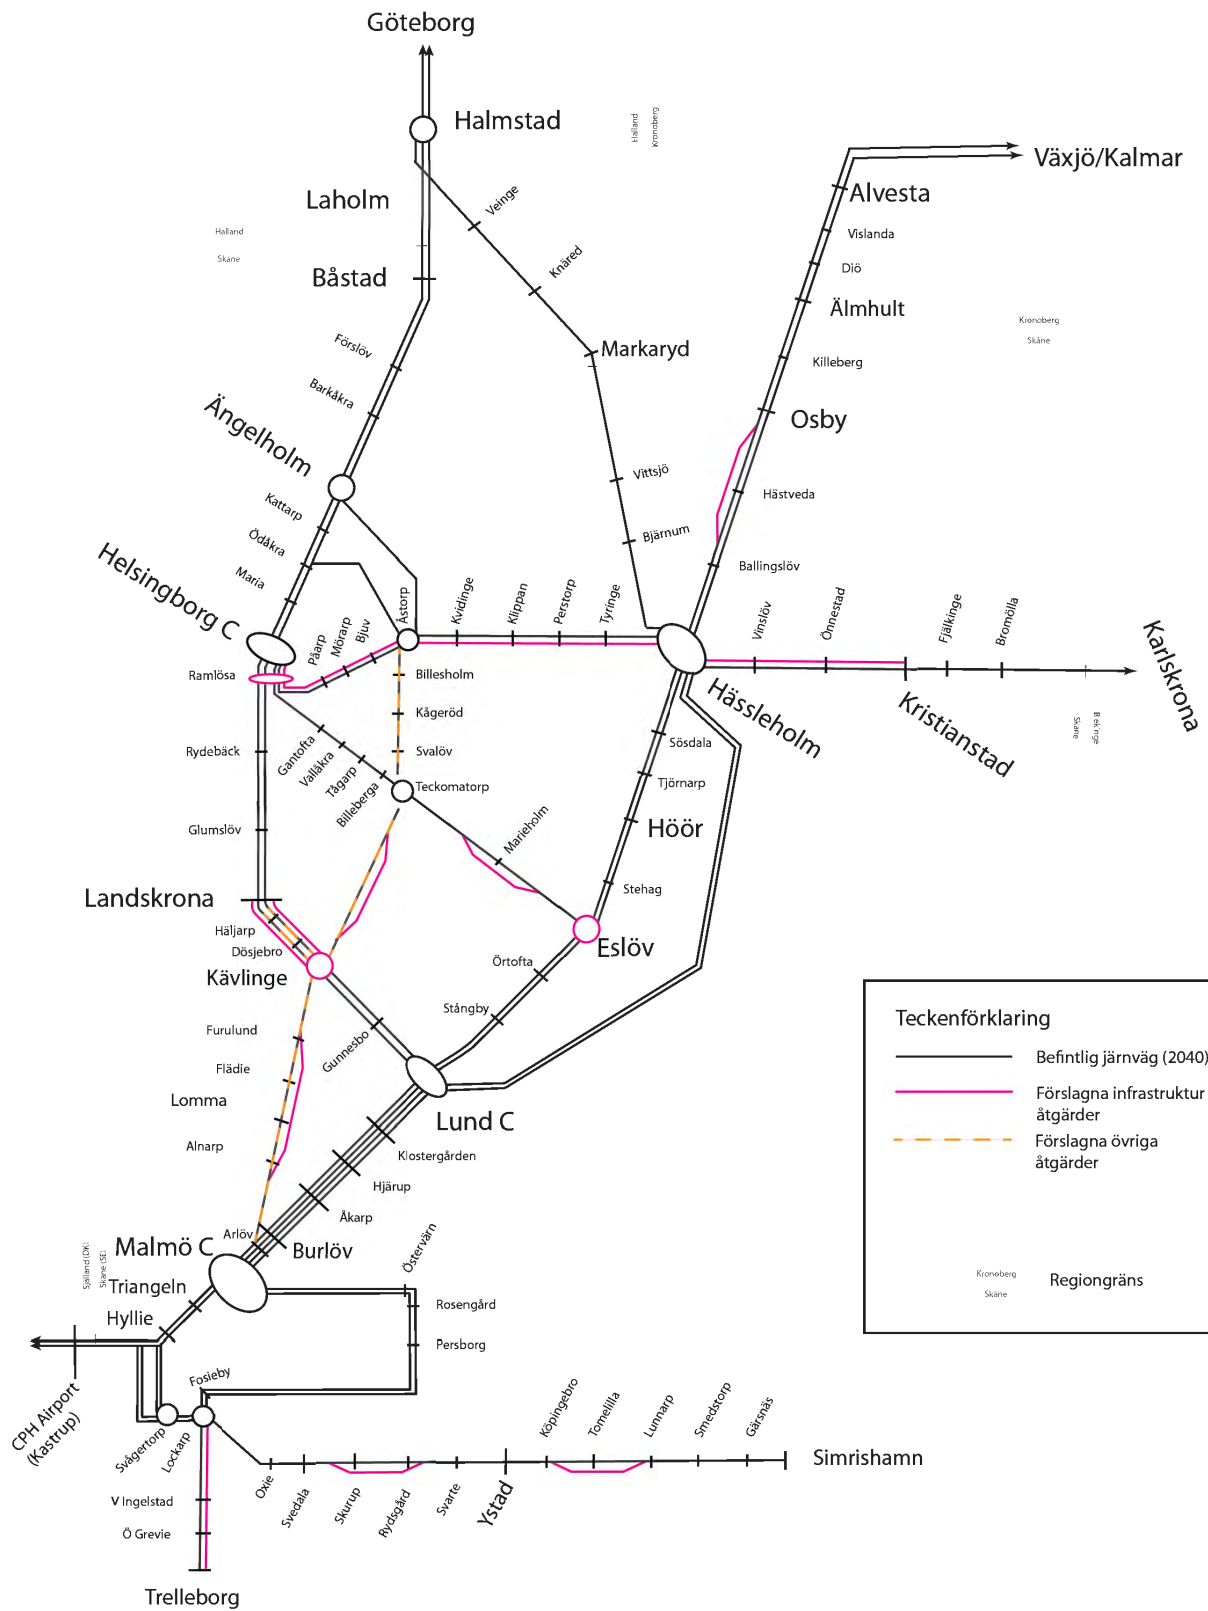 Göteborg
Halmstad
Halland
Kronoberg
Växjö/Kalmar
Laholm
Veinge
Alvesta
Halland
Skåne
Vislanda
Knäred
Diö
Båstad
Älmhult
Kronoberg
Skåne
Förslöv
Markaryd
Killeberg
Barkåkra
Osby
Ängelholm
Vittsjö
Hästveda
Kattarp
Ödåkra
Bjärnum
Ballingslöv
Maria
Helsingborg C
Påarp
Mörarp
Bjuv
Åstorp
Kvidinge
Klippan
Perstorp
Tyringe
Vinslöv
Önnestad
Fjälkinge
Bromölla
Karlskrona
Ramlösa
Billesholm
Hässleholm
Kristianstad
Skåne
Blekinge
Kågeröd
Rydebäck
Gantofta
Vallåkra
Tågarp
Billeberga
Svalöv
Sösdala
Teckomatorp
Tjörnarp
Glumslöv
Marieholm
Höör
Landskrona
Stehag
Häljarp
Dösjebro
Eslöv
Kävlinge
Örtofta
Stångby
Furulund
Gunnesbo
Flädie
Lomma
Lund C
Alnarp
Klostergården
Hjärup
Åkarp
Arlöv
Burlöv
Malmö C
Själland (DK)
Skåne (SE)
Östervärn
Triangeln
Hyllie
Rosengård
Persborg
Fosieby
CPH Airport
(Kastrup)
Svågertorp
Lockarp
Köpingebro
Tomelilla
Lunnarp
Smedstorp
Gärsnäs
Simrishamn
Oxie
Svedala
Skurup
Rydsgård
Svarte
Ystad
V Ingelstad
Ö Grevie
Trelleborg
Teckenförklaring
Befintlig järnväg (2040)
Förslagna infrastruktur
åtgärder
Förslagna övriga
åtgärder
Kronoberg
Skåne
Regiongräns